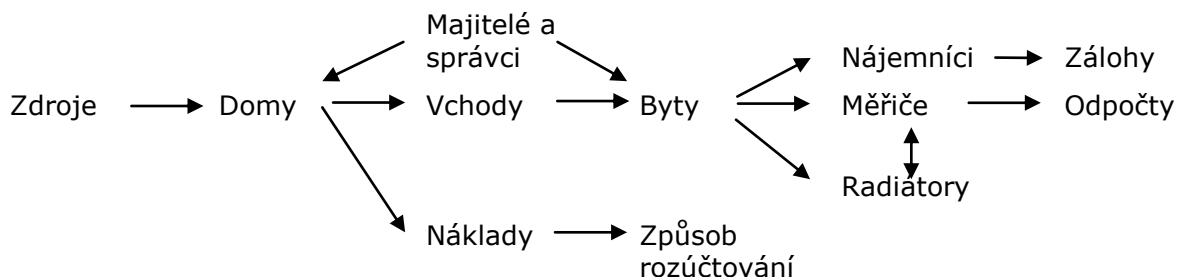 Majitelé a
správci
Nájemníci
Zálohy
Zdroje
Domy
Vchody
Byty
Měřiče
Odpočty
Radiátory
Náklady
Způsob
rozúčtování